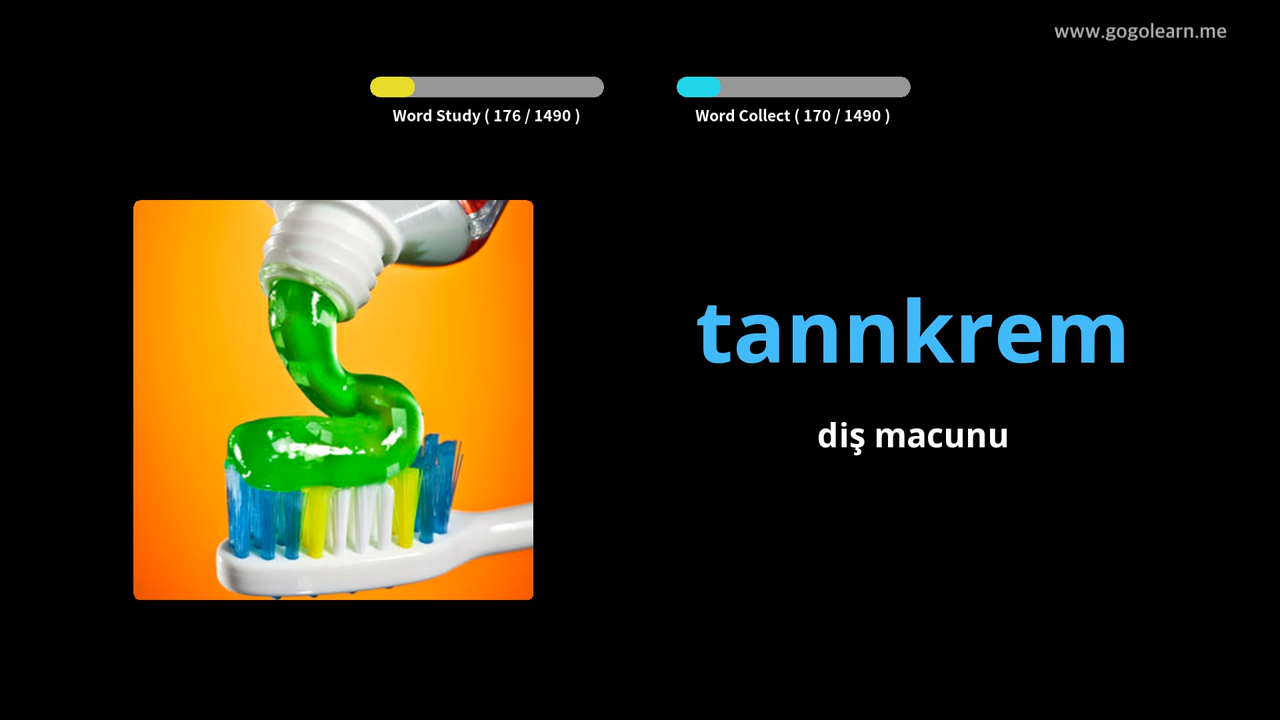 www.gogolearn.me
Word Study ( 176 / 1490 )
Word Collect ( 170 / 1490 )
tannkrem
diş macunu